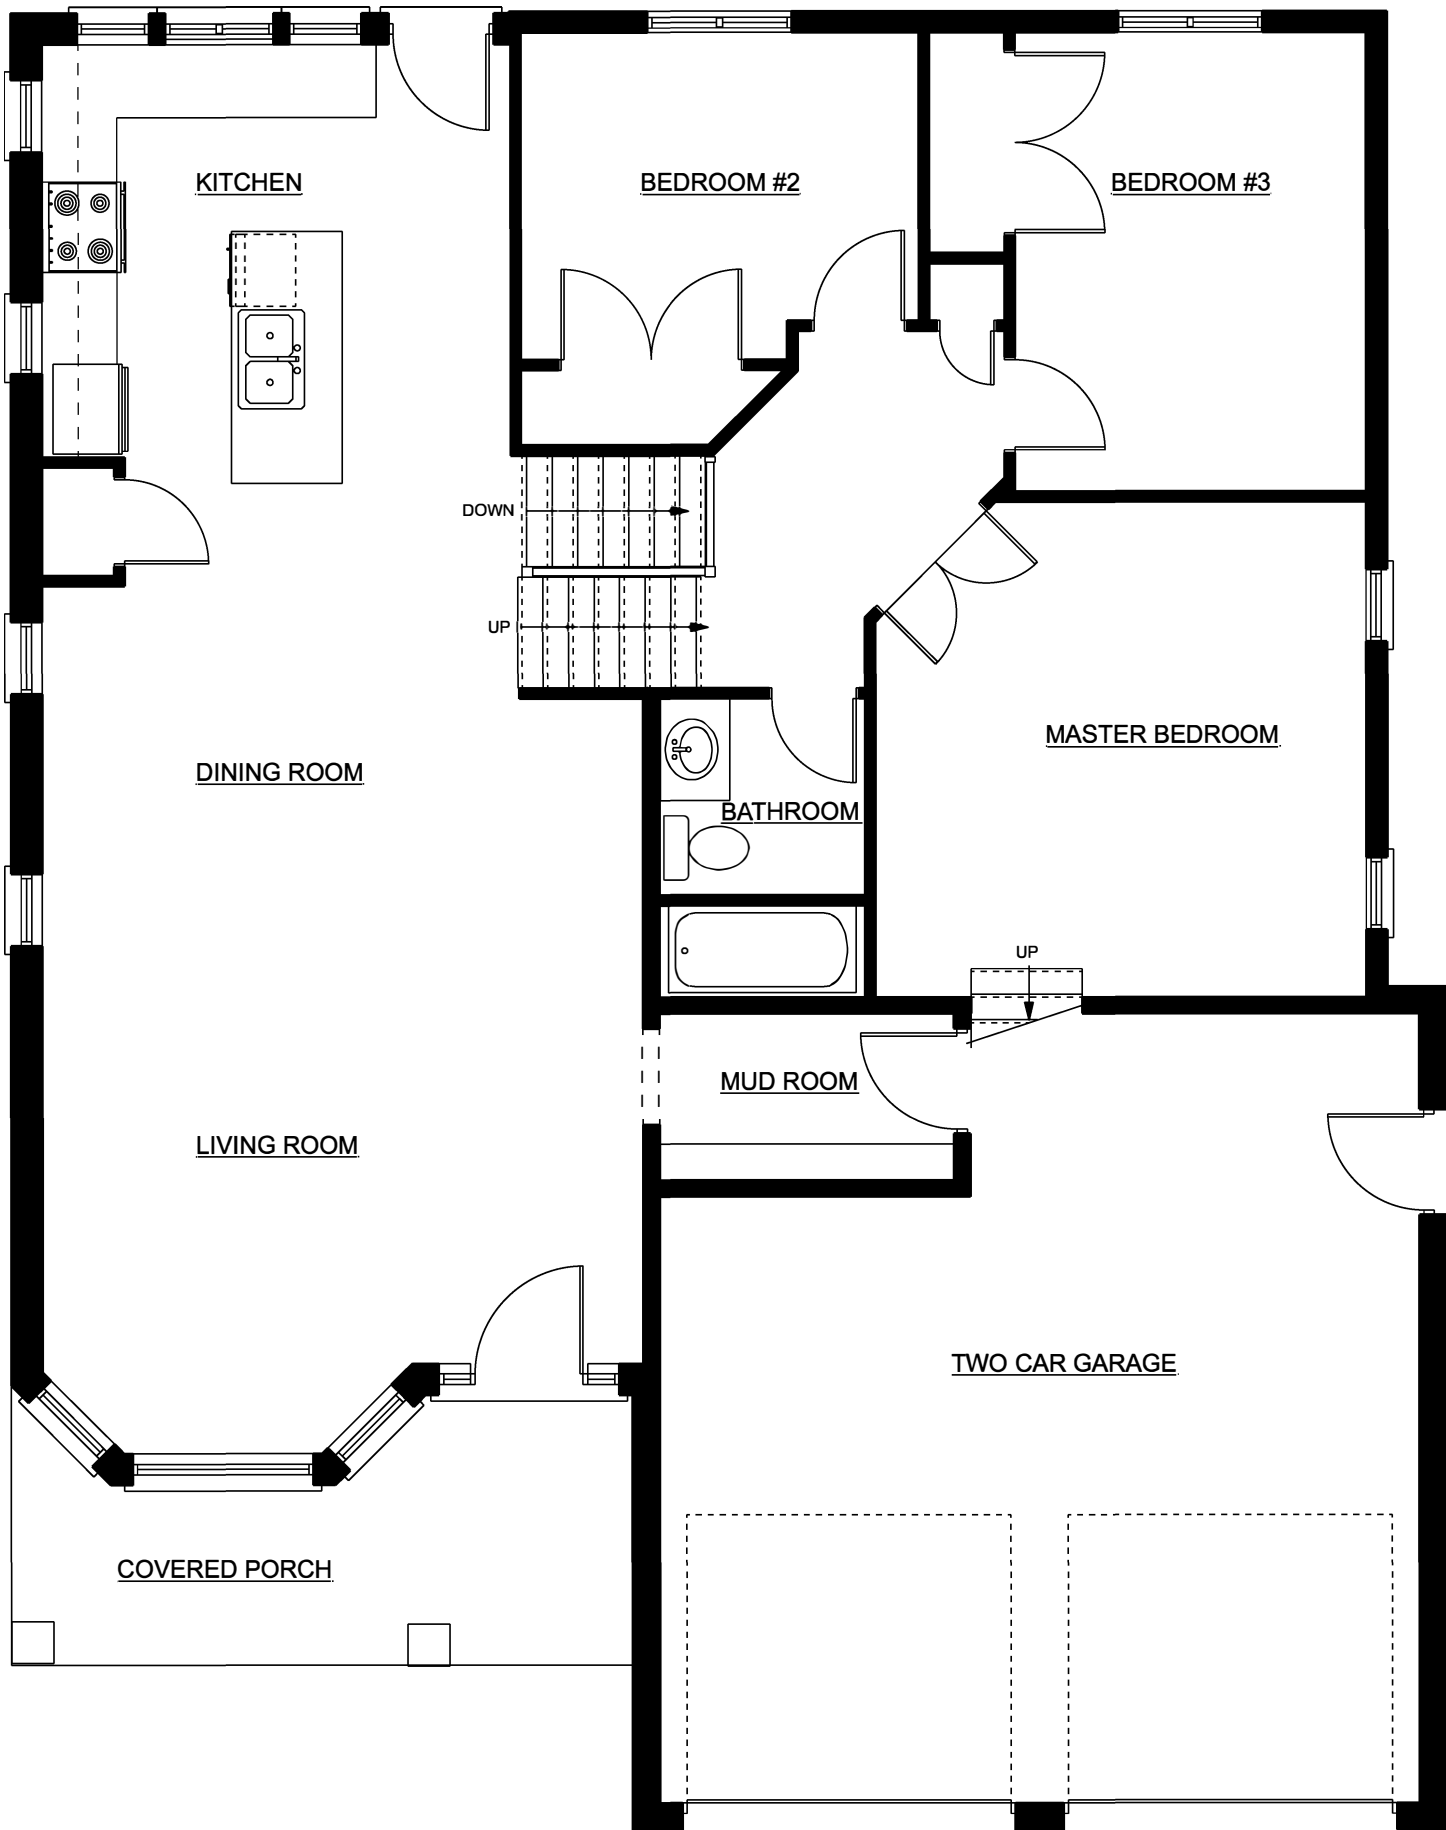 KITCHEN
BEDROOM #2
BEDROOM #3
DOWN
UP
MASTER BEDROOM
DINING ROOM
BATHROOM
UP
MUD ROOM
LIVING ROOM
TWO CAR GARAGE
COVERED PORCH